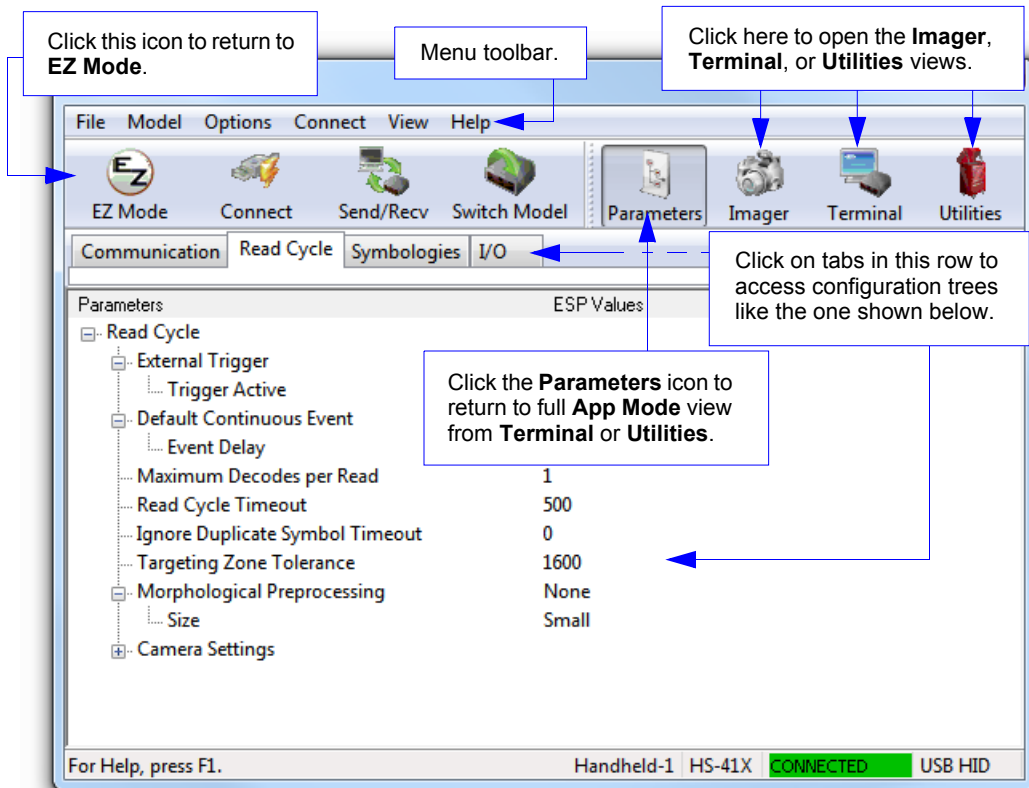 Click this icon to return to
EZ Mode.
Menu toolbar.
Click here to open the Imager,
Terminal, or Utilities views.
File Model Options Connect View Help
EZ
EZ Mode Connect Send/Recv Switch Model Parameters Imager Terminal Utilities
Communication Read Cycle Symbologies I/O
Click on tabs in this row to
access configuration trees
like the one shown below.
Parameters ESP Values
Read Cycle
External Trigger
Trigger Active
Default Continuous Event
Event Delay
Click the Parameters icon to
return to full App Mode view
from Terminal or Utilities.
Maximum Decodes per Read 1
Read Cycle Timeout 500
Ignore Duplicate Symbol Timeout 0
Targeting Zone Tolerance 1600
Morphological Preprocessing None
Size Small
Camera Settings
For Help, press F1. Handheld-1 HS-41X CONNECTED USB HID